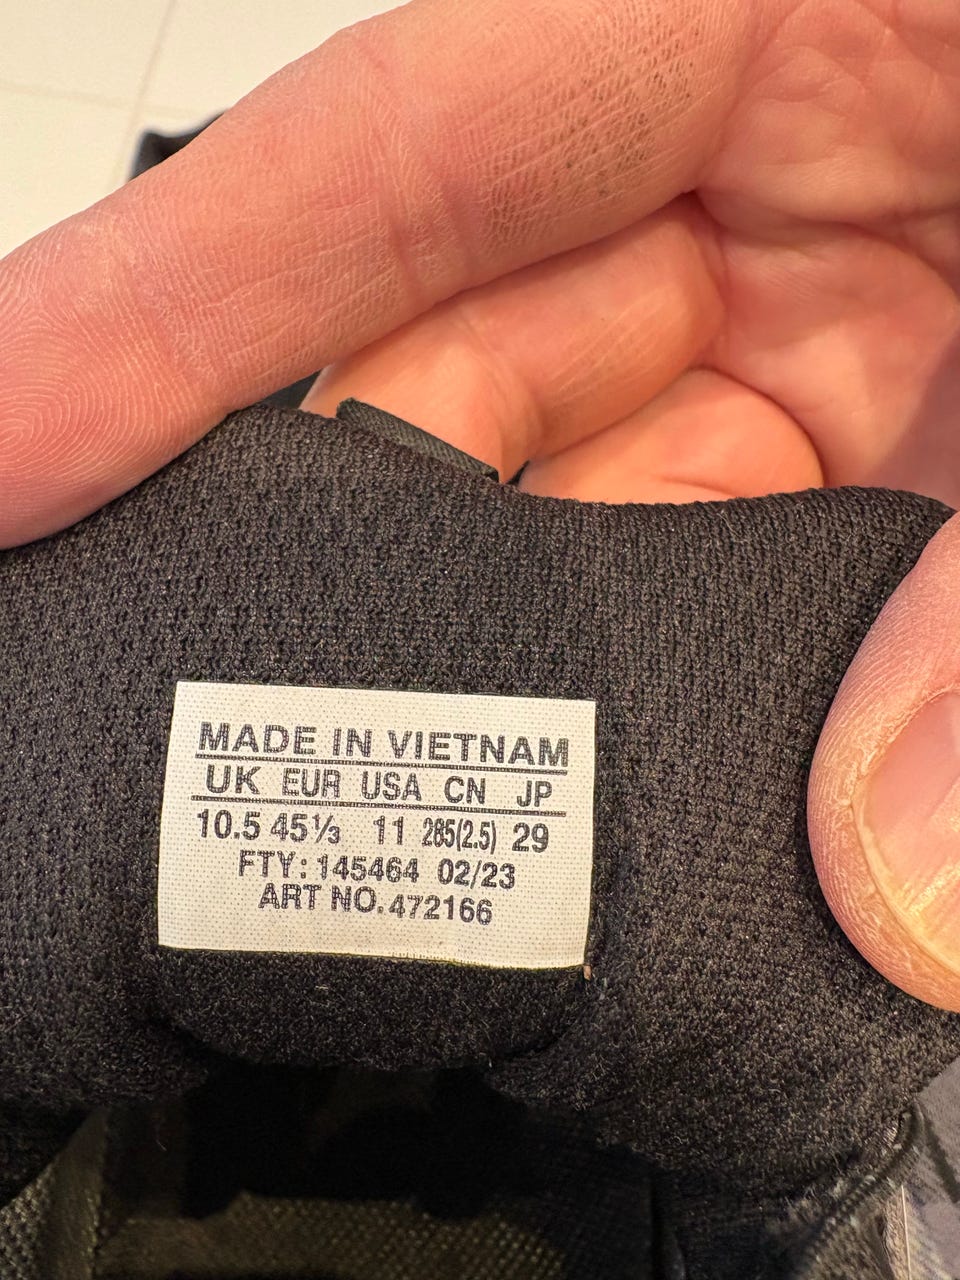 MADE IN VIETNAM
UK EUR USA CN JP
10.5 45⅓ 11 285(2.5) 29
FTY: 145464 02/23
ART NO. 472166